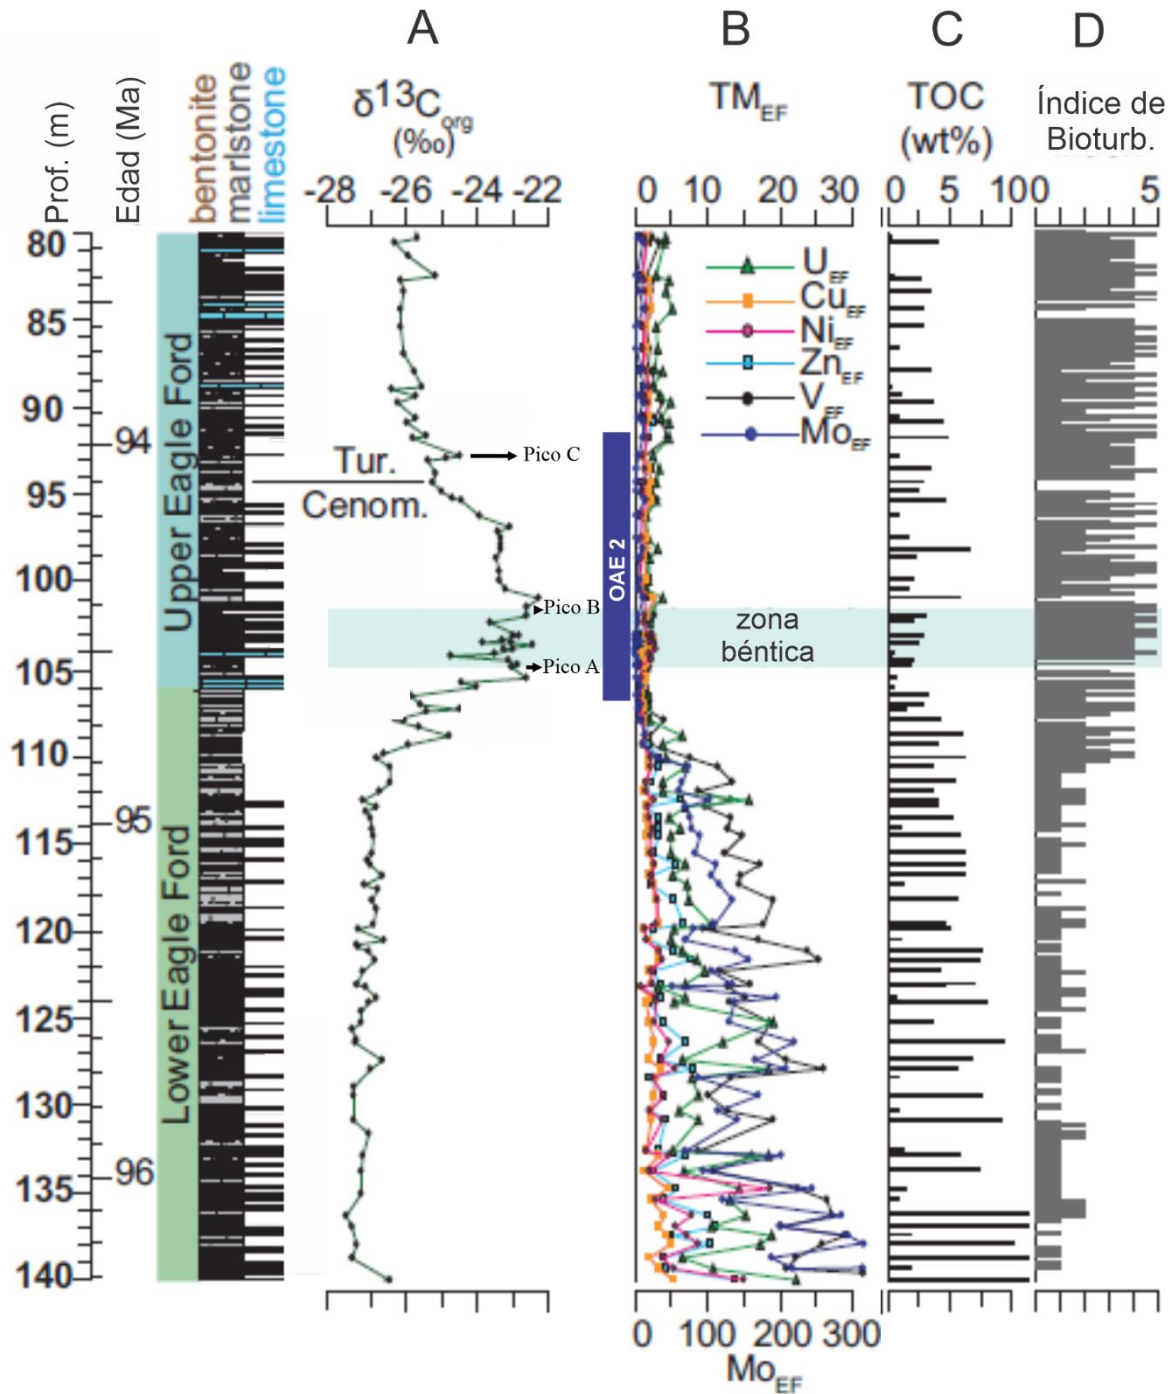 A
B
C
D
Prof. (m)
Edad (Ma)
bentonite
marlstone
limestone
δ13Corg
(‰)
-28 -26 -24 -22
TMEF
0 10 20 30
TOC
(wt%)
0 5 10
Índice de
Bioturb.
0 5
80
85
90
95
100
105
110
115
120
125
130
135
140
94
95
96
Upper Eagle Ford
Lower Eagle Ford
Tur.
Cenom.
Pico C
Pico B
Pico A
OAE 2
zona
béntica
UEF
CuEF
NiEF
ZnEF
VEF
MoEF
0 100 200 300
MoEF